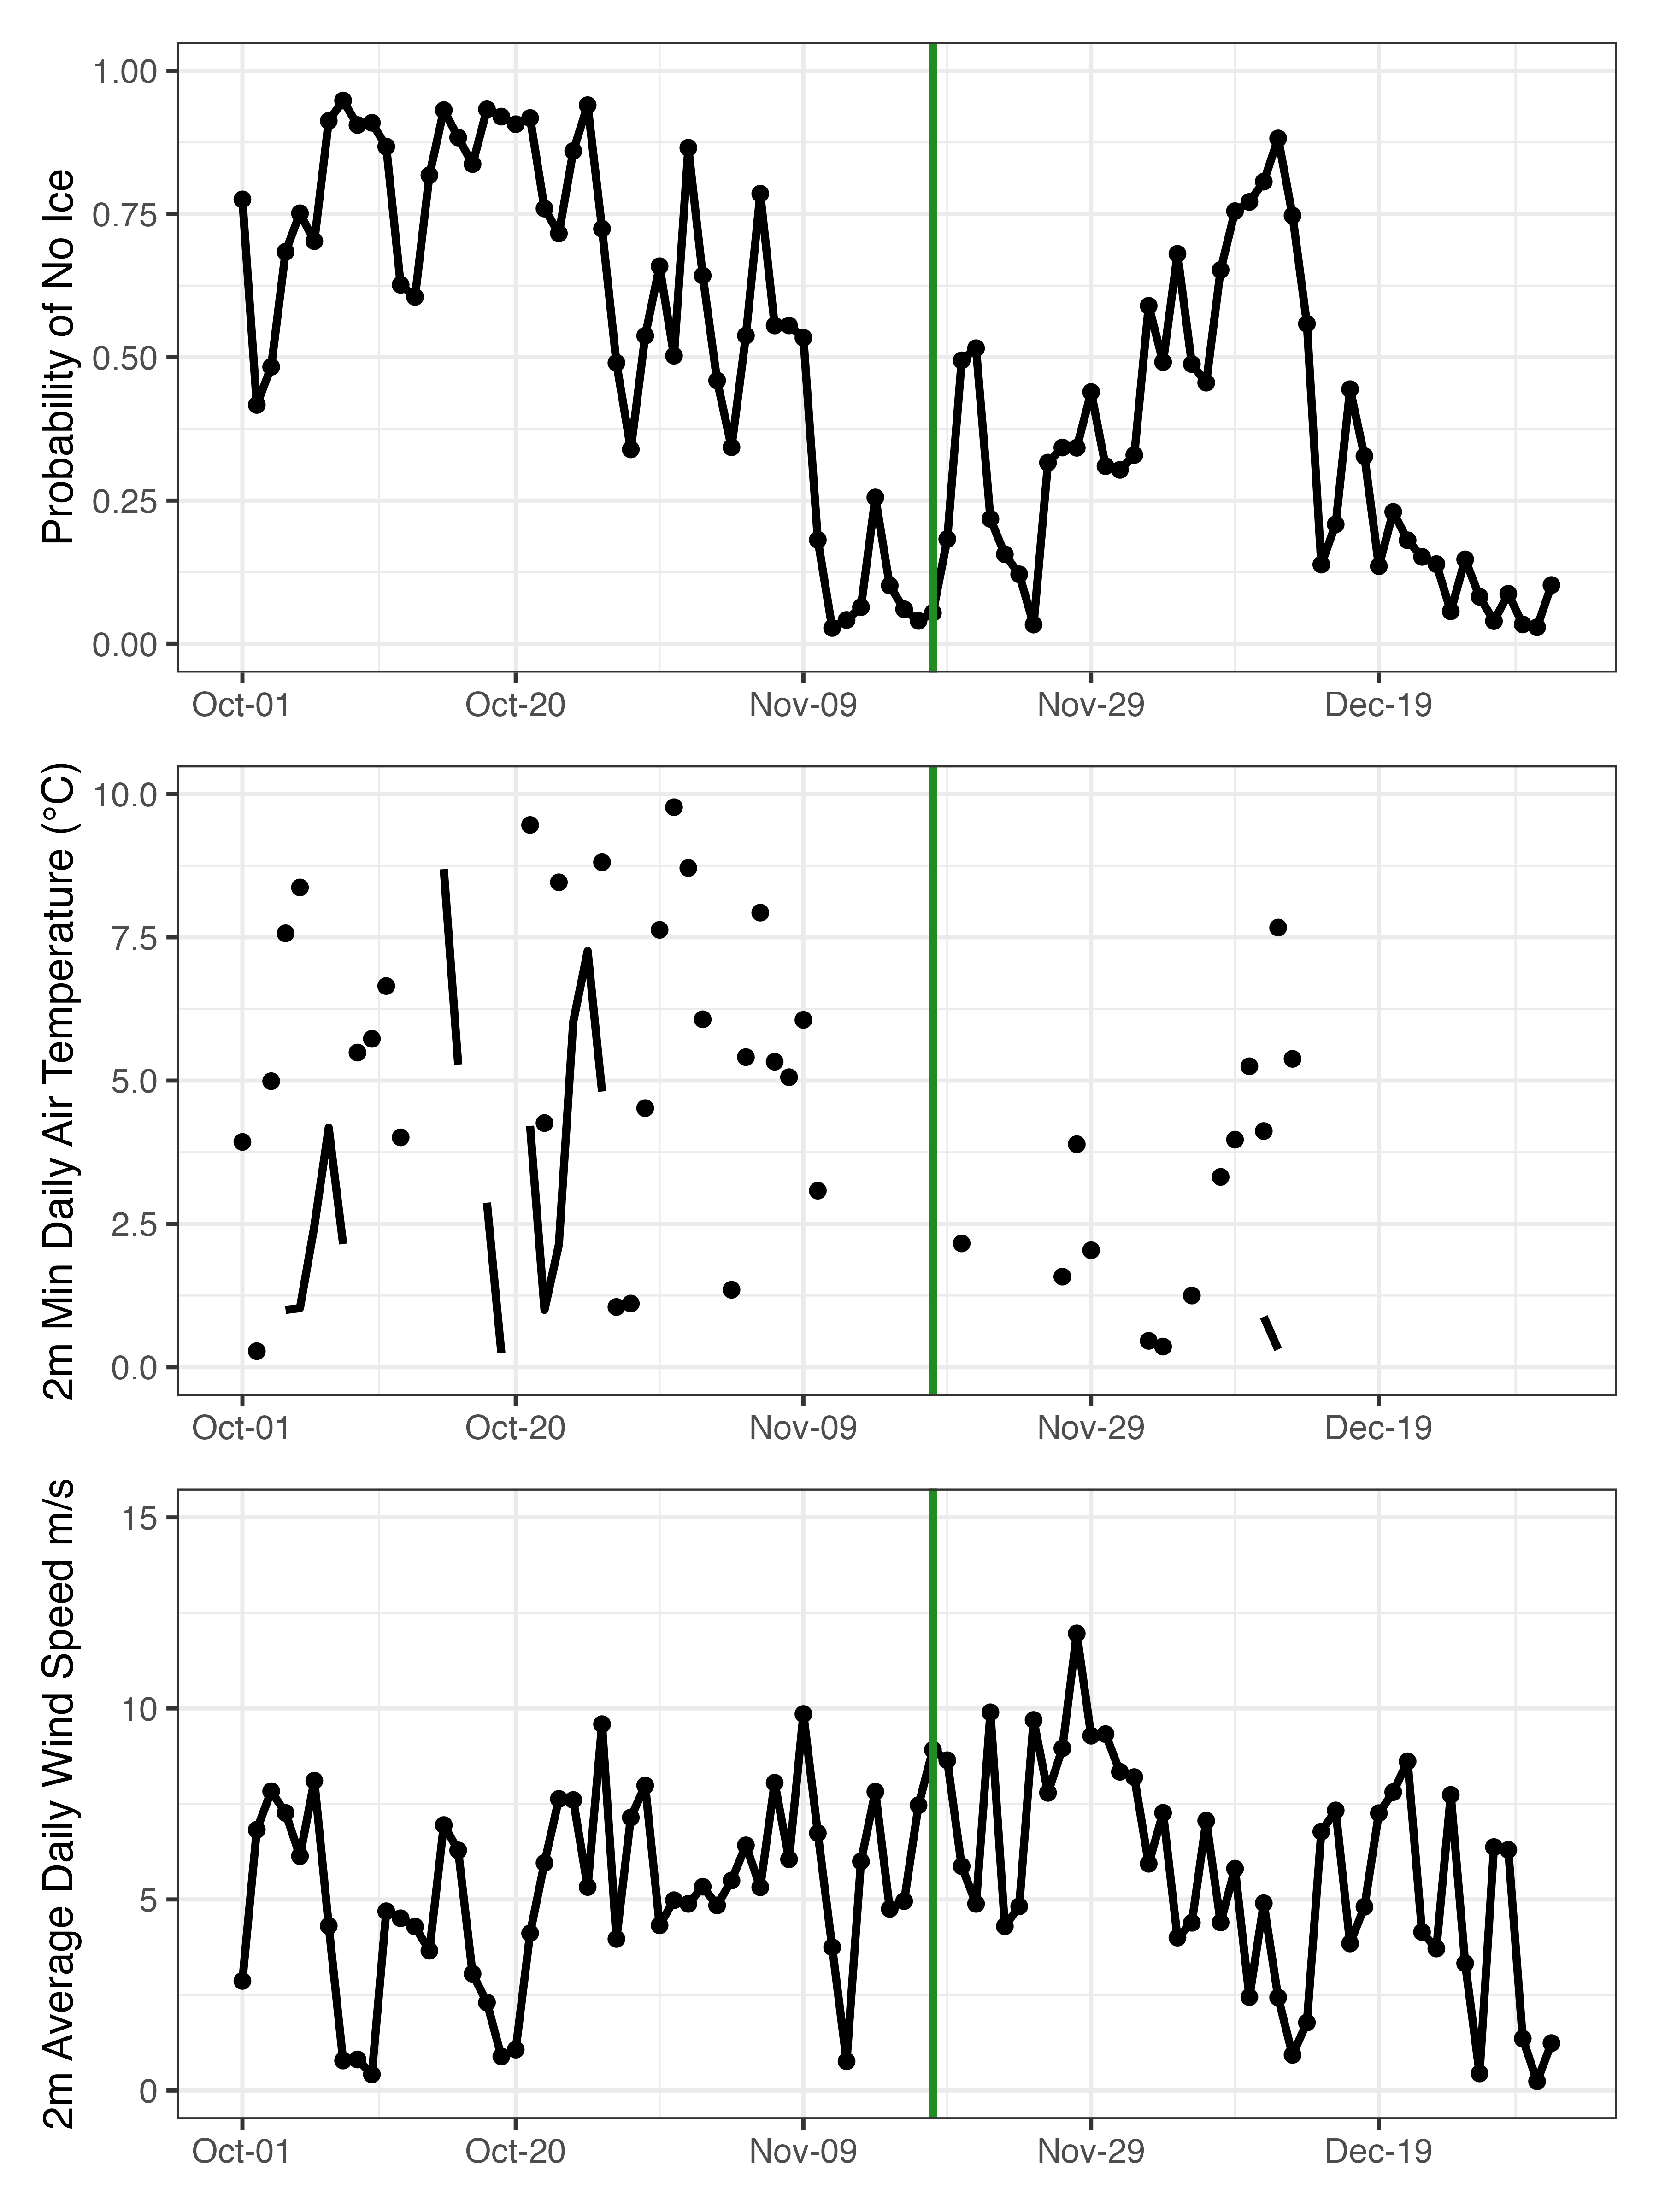 Probability of No Ice
1.00
0.75
0.50
0.25
0.00
Oct-01 Oct-20 Nov-09 Nov-29 Dec-19
2m Min Daily Air Temperature (°C)
10.0
7.5
5.0
2.5
0.0
Oct-01 Oct-20 Nov-09 Nov-29 Dec-19
2m Average Daily Wind Speed m/s
15
10
5
0
Oct-01 Oct-20 Nov-09 Nov-29 Dec-19